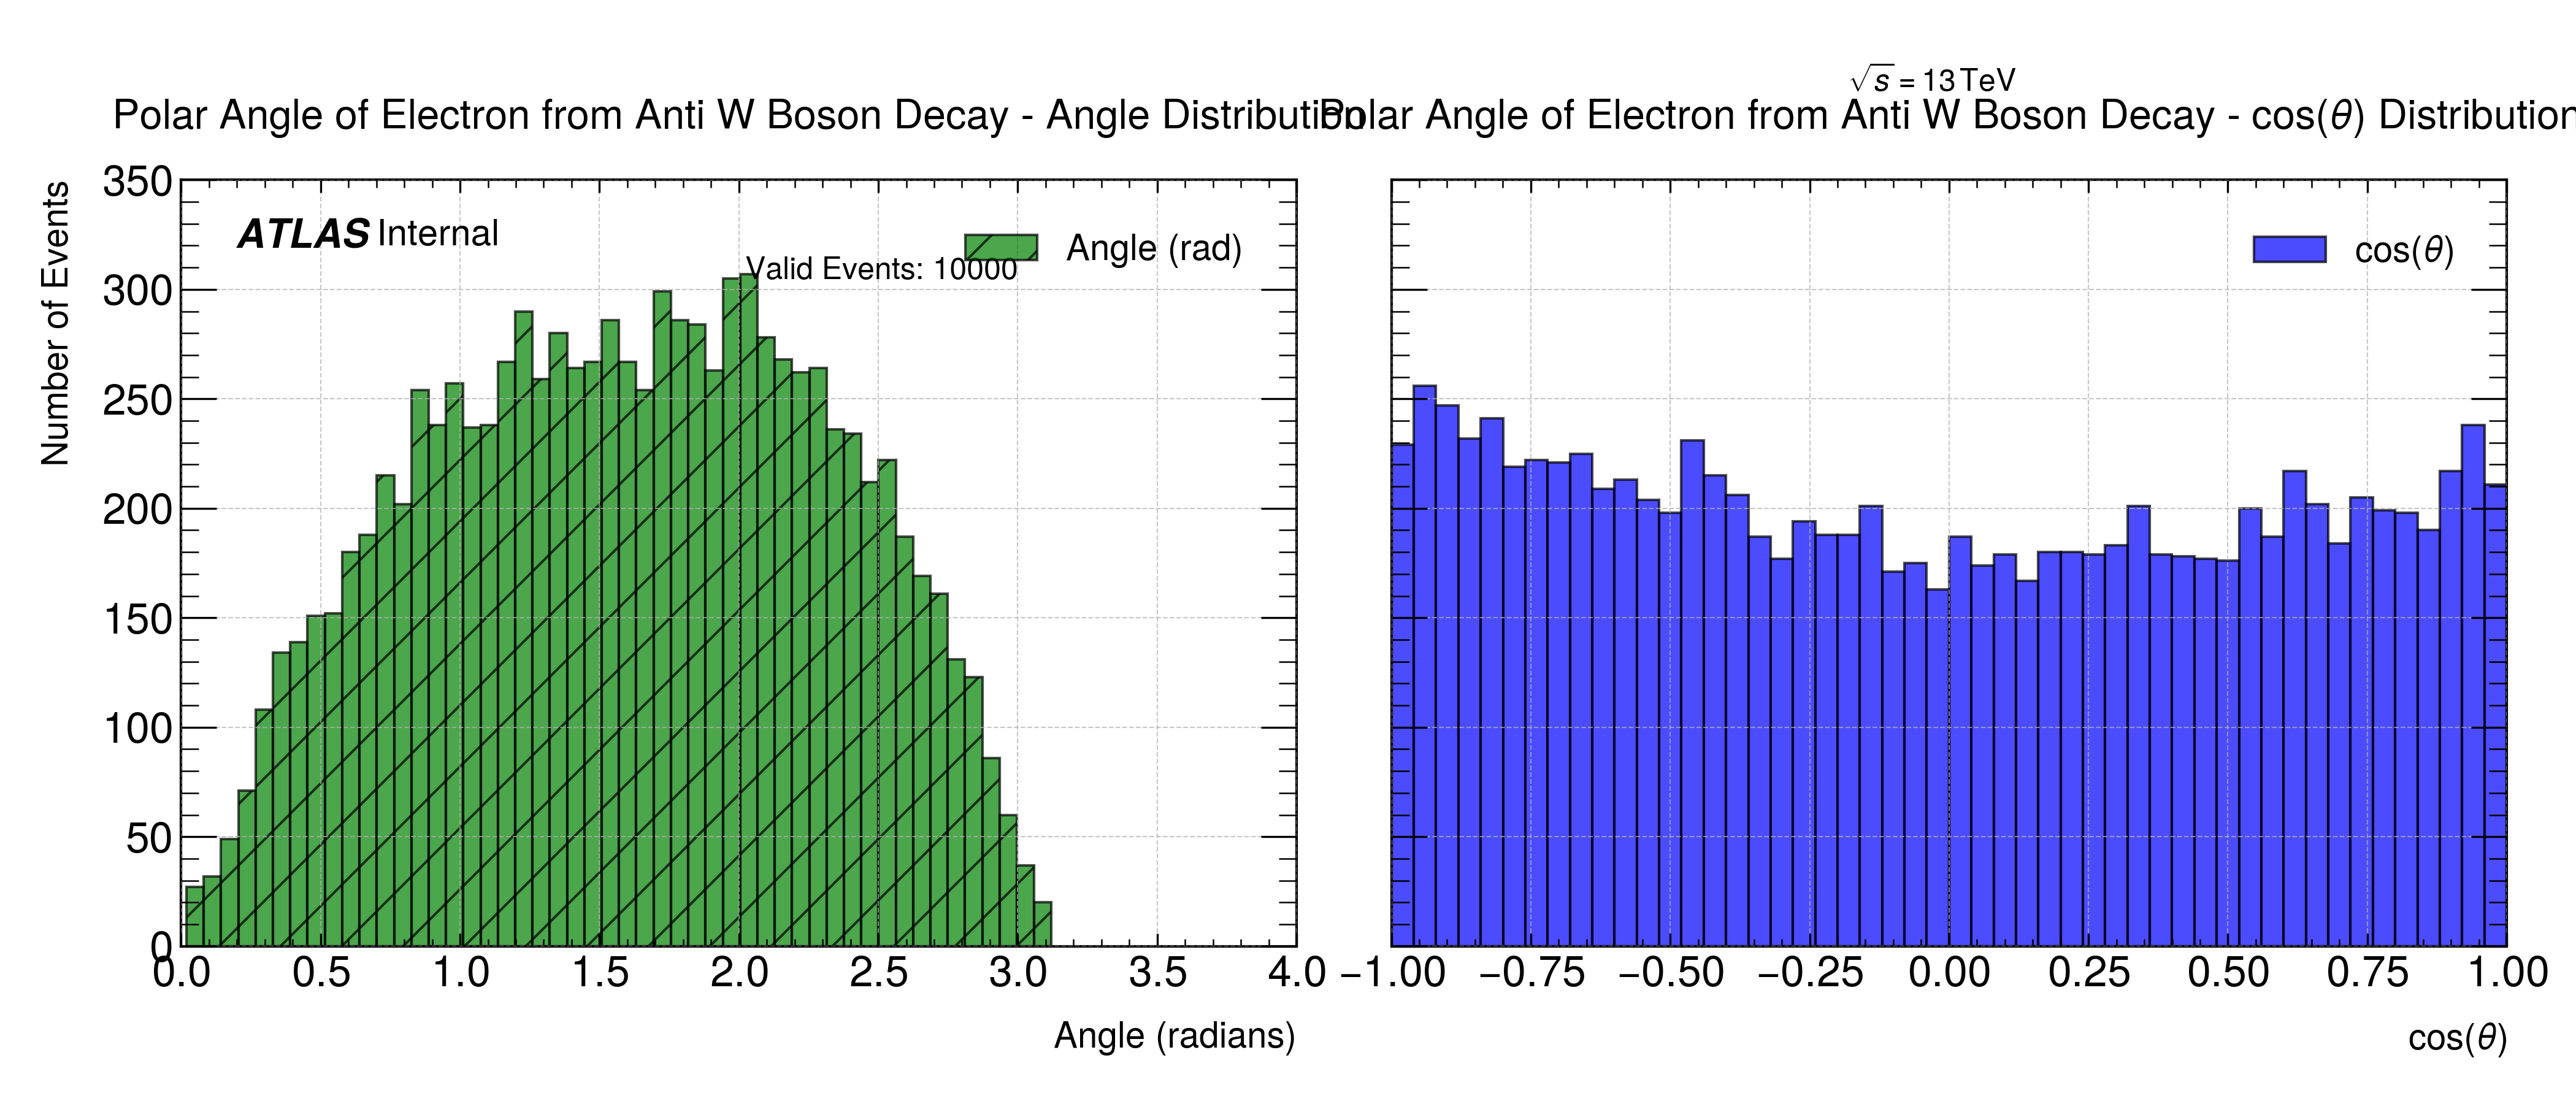 √s = 13 TeV
Polar Angle of Electron from Anti W Boson Decay - Angle Distribution
Polar Angle of Electron from Anti W Boson Decay - cos(θ) Distribution
Number of Events
350
300
250
200
150
100
50
0
ATLAS Internal
Angle (rad)
Valid Events: 10000
0.0 0.5 1.0 1.5 2.0 2.5 3.0 3.5 4.0
Angle (radians)
cos(θ)
−1.00 −0.75 −0.50 −0.25 0.00 0.25 0.50 0.75 1.00
cos(θ)